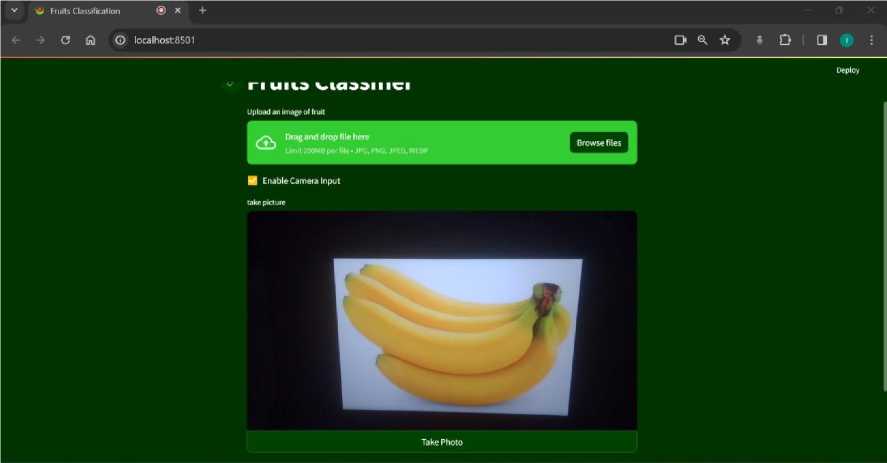 Fruits Classification
localhost:8501
Deploy
Fruits Classifier
Upload an image of fruit
Drag and drop file here
Limit 200MB per file • JPG, PNG, JPEG, WEBP
Browse files
Enable Camera Input
take picture
Take Photo